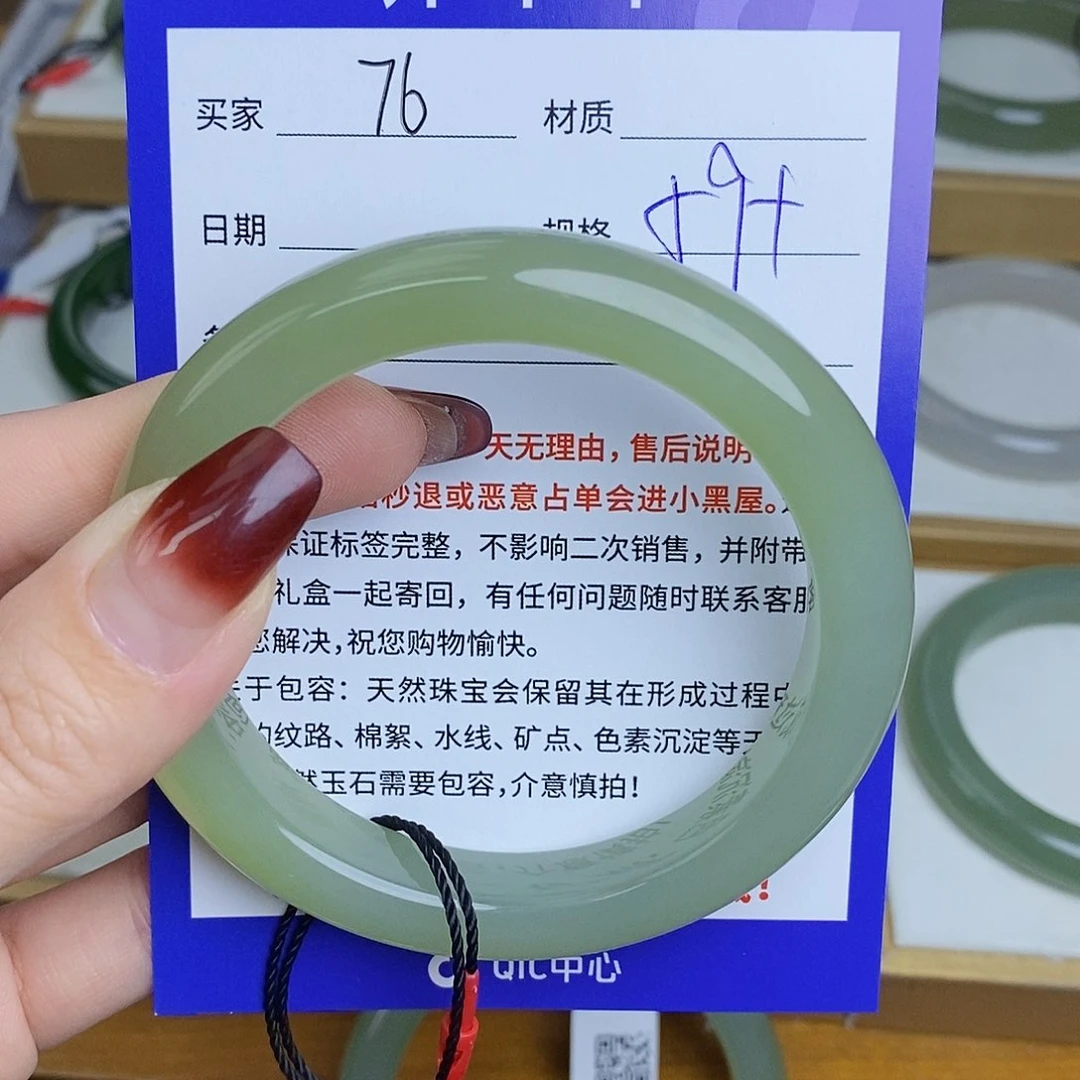 买家 76 材质
日期 规格
天无理由，售后说明
秒退或恶意占单会进小黑屋。
保证标签完整，不影响二次销售，并附带
礼盒一起寄回，有任何问题随时联系客服
您解决，祝您购物愉快。
于包容：天然珠宝会保留其在形成过程中
的纹路、棉絮、水线、矿点、色素沉淀等天
然玉石需要包容，介意慎拍！
QIC中心